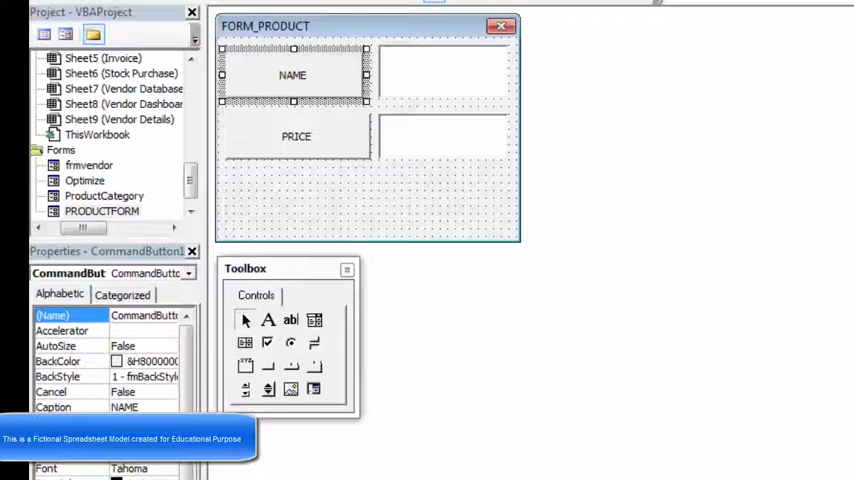 Project - VBAProject
Sheet5 (Invoice)
Sheet6 (Stock Purchase)
Sheet7 (Vendor Database
Sheet8 (Vendor Dashboar
Sheet9 (Vendor Details)
ThisWorkbook
Forms
frmvendor
Optimize
ProductCategory
PRODUCTFORM
Properties - CommandButton1
CommandBut CommandButto
Alphabetic Categorized
(Name) CommandButto
Accelerator
AutoSize False
BackColor &H8000000
BackStyle 1 - fmBackStyl
Cancel False
Caption NAME
This is a Fictional Spreadsheet Model created for Educational Purpose
Font Tahoma
FORM_PRODUCT
NAME
PRICE
Toolbox
Controls
A ab
XYZ